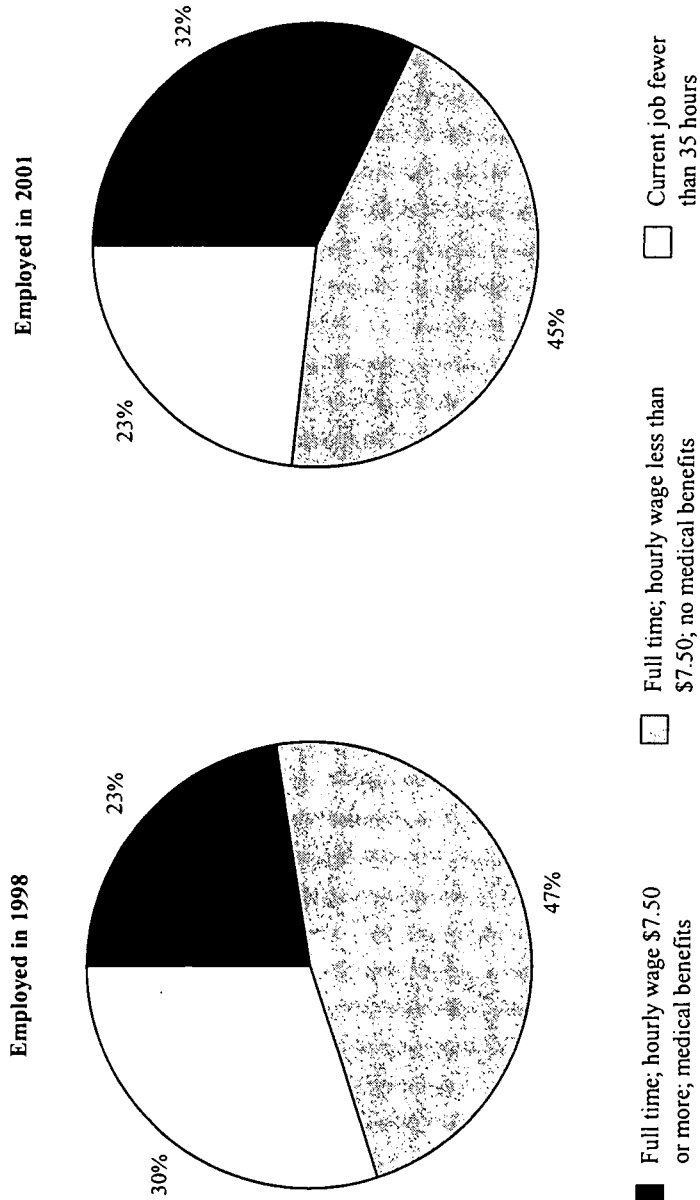 Employed in 1998
30%
23%
47%
Employed in 2001
23%
32%
45%
Full time; hourly wage $7.50
or more; medical benefits
Full time; hourly wage less than
$7.50; no medical benefits
Current job fewer
than 35 hours